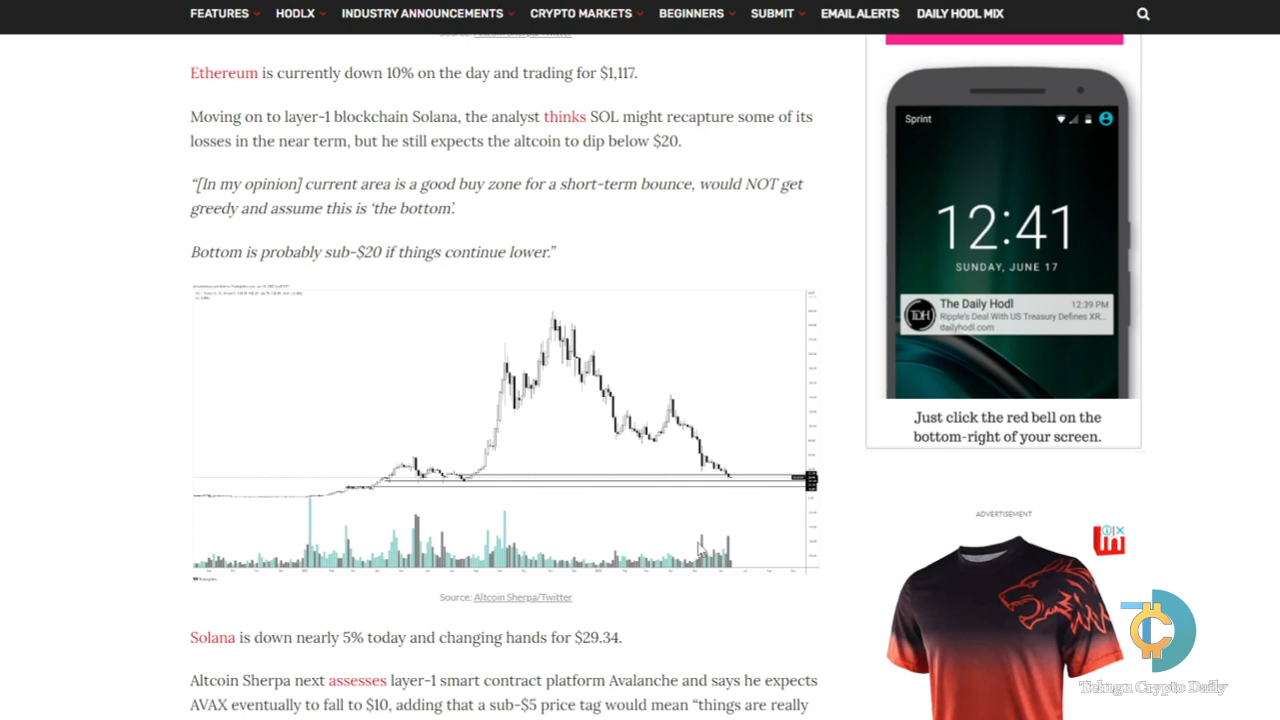 FEATURES HODLX INDUSTRY ANNOUNCEMENTS CRYPTO MARKETS BEGINNERS SUBMIT EMAIL ALERTS DAILY HODL MIX
Ethereum is currently down 10% on the day and trading for $1,117.
Moving on to layer-1 blockchain Solana, the analyst thinks SOL might recapture some of its
losses in the near term, but he still expects the altcoin to dip below $20.
“[In my opinion] current area is a good buy zone for a short-term bounce, would NOT get
greedy and assume this is ‘the bottom’.
Bottom is probably sub-$20 if things continue lower.”
Source: Altcoin Sherpa/Twitter
Solana is down nearly 5% today and changing hands for $29.34.
Altcoin Sherpa next assesses layer-1 smart contract platform Avalanche and says he expects
AVAX eventually to fall to $10, adding that a sub-$5 price tag would mean “things are really
Sprint
12:41
SUNDAY, JUNE 17
The Daily Hodl 12:39 PM
Ripple's Deal With US Treasury Defines XR...
dailyhodl.com
TDH
Just click the red bell on the
bottom-right of your screen.
ADVERTISEMENT
Telugu Crypto Daily